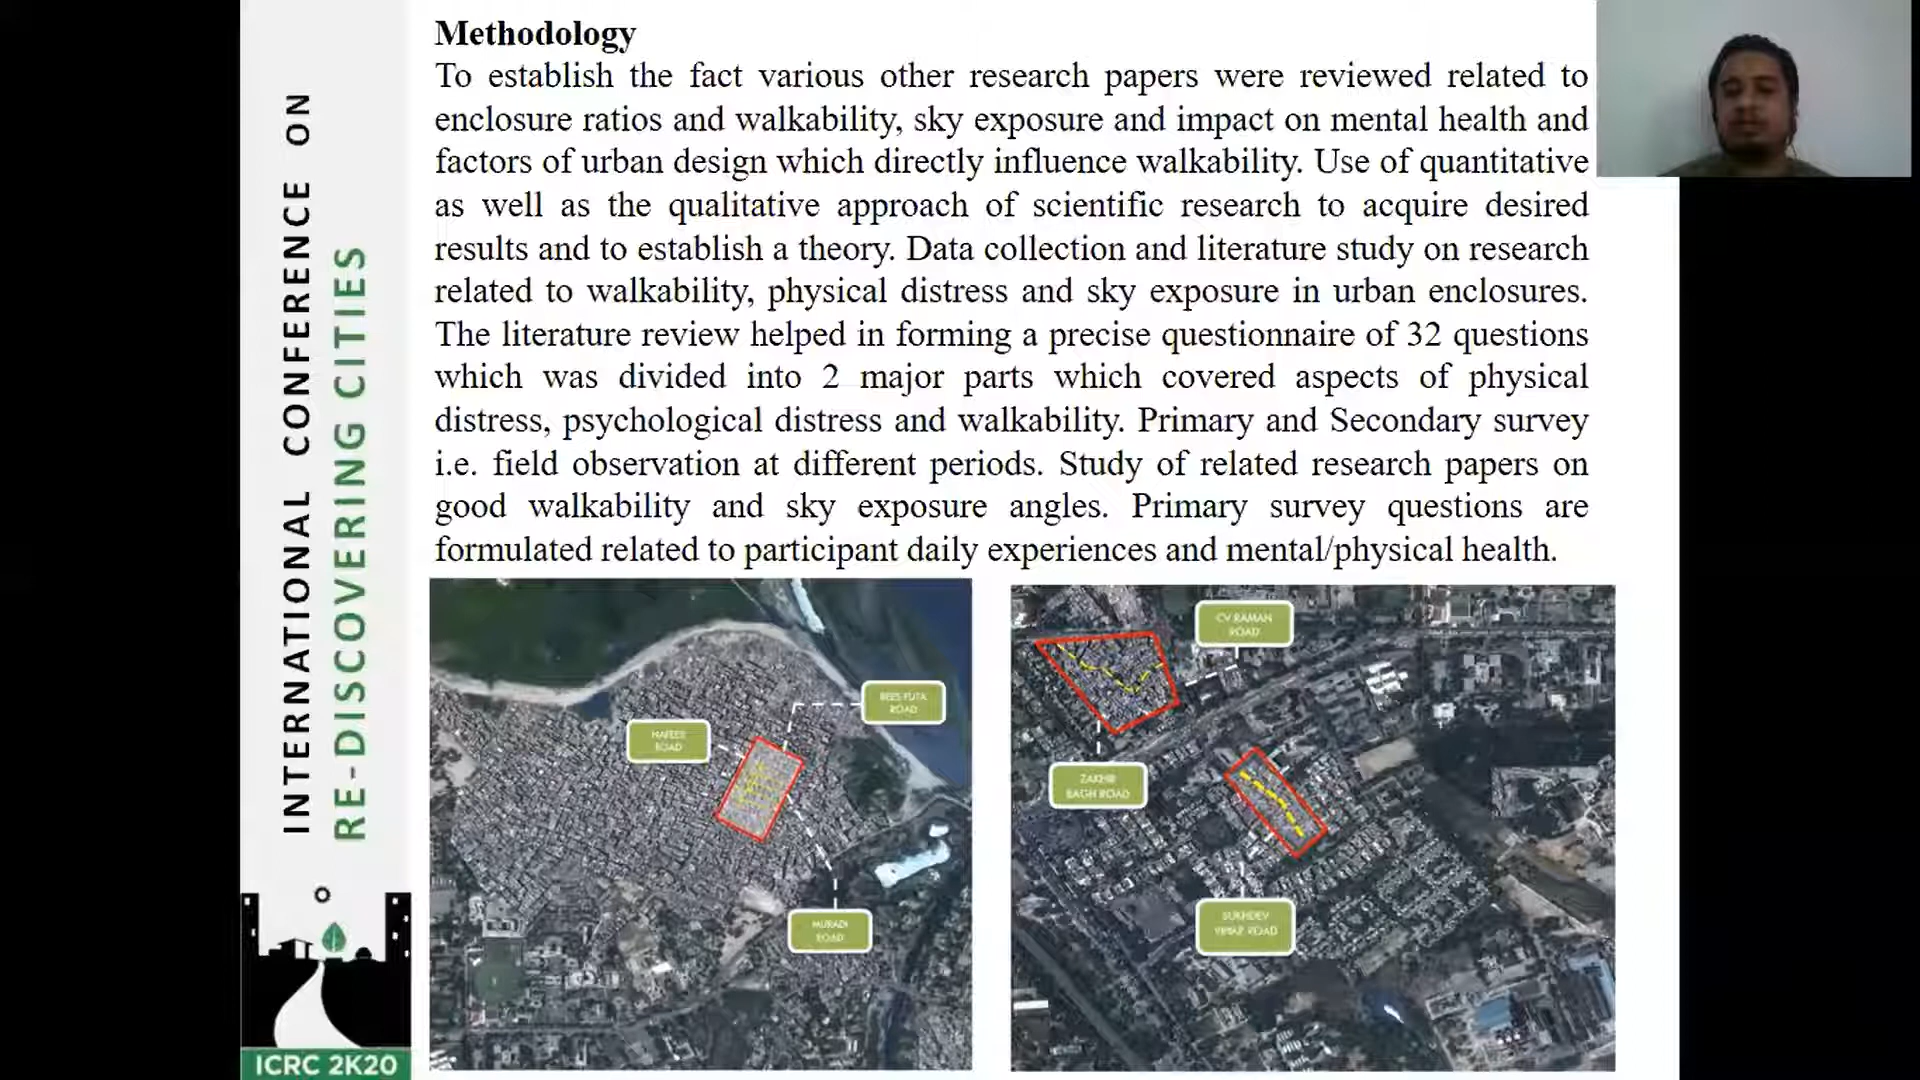 INTERNATIONAL CONFERENCE ON
RE-DISCOVERING CITIES
ICRC 2K20
Methodology
To establish the fact various other research papers were reviewed related to
enclosure ratios and walkability, sky exposure and impact on mental health and
factors of urban design which directly influence walkability. Use of quantitative
as well as the qualitative approach of scientific research to acquire desired
results and to establish a theory. Data collection and literature study on research
related to walkability, physical distress and sky exposure in urban enclosures.
The literature review helped in forming a precise questionnaire of 32 questions
which was divided into 2 major parts which covered aspects of physical
distress, psychological distress and walkability. Primary and Secondary survey
i.e. field observation at different periods. Study of related research papers on
good walkability and sky exposure angles. Primary survey questions are
formulated related to participant daily experiences and mental/physical health.
BEES FUTA
ROAD
NAFEES
ROAD
MURADI
ROAD
CV RAMAN
ROAD
ZAKHIR
BAGH ROAD
SUKHDEV
VIHAR ROAD